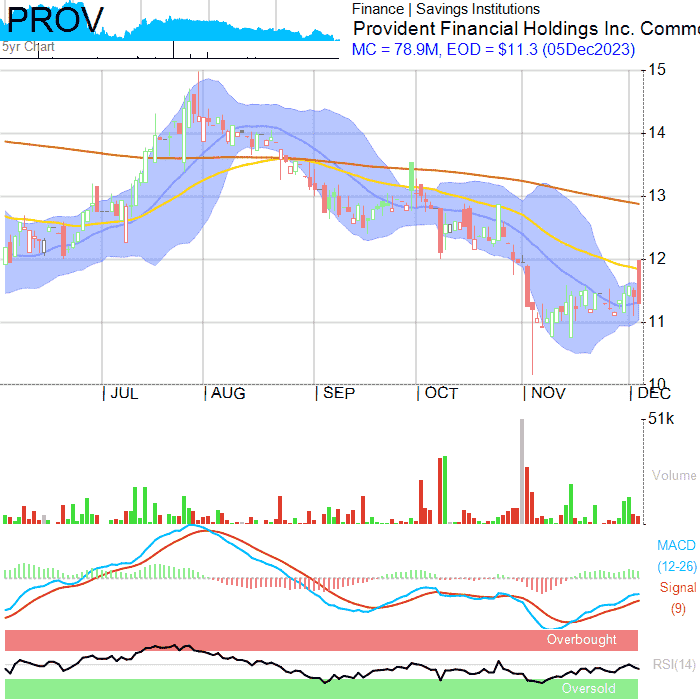 PROV
5yr Chart
Finance | Savings Institutions
Provident Financial Holdings Inc. Comm
MC = 78.9M, EOD = $11.3 (05Dec2023)
15
14
13
12
11
10
JUL AUG SEP OCT NOV DEC
51k
Volume
MACD
(12-26)
Signal
(9)
Overbought
RSI(14)
Oversold